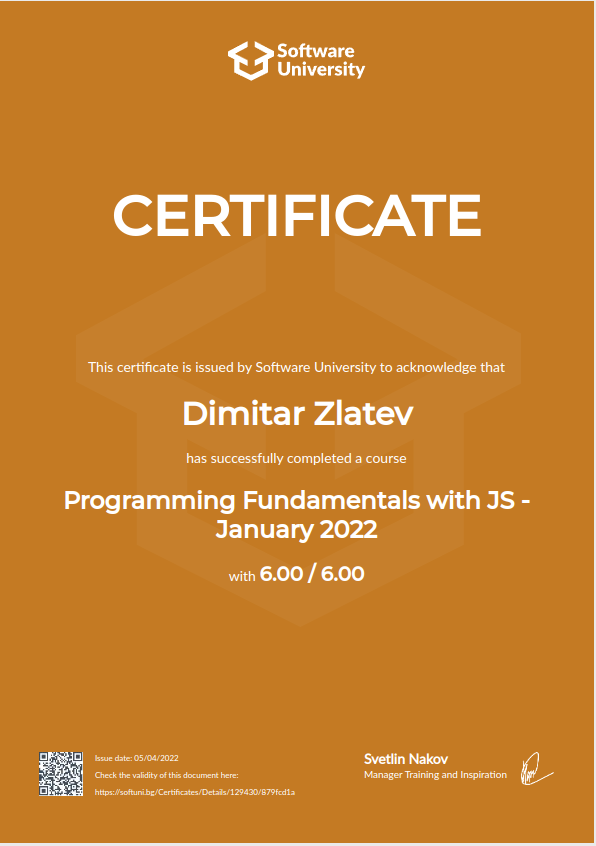 Software
University
CERTIFICATE
This certificate is issued by Software University to acknowledge that
Dimitar Zlatev
has successfully completed a course
Programming Fundamentals with JS -
January 2022
with 6.00 / 6.00
Issue date: 05/04/2022
Check the validity of this document here:
https://softuni.bg/Certificates/Details/129430/879fcd1a
Svetlin Nakov
Manager Training and Inspiration